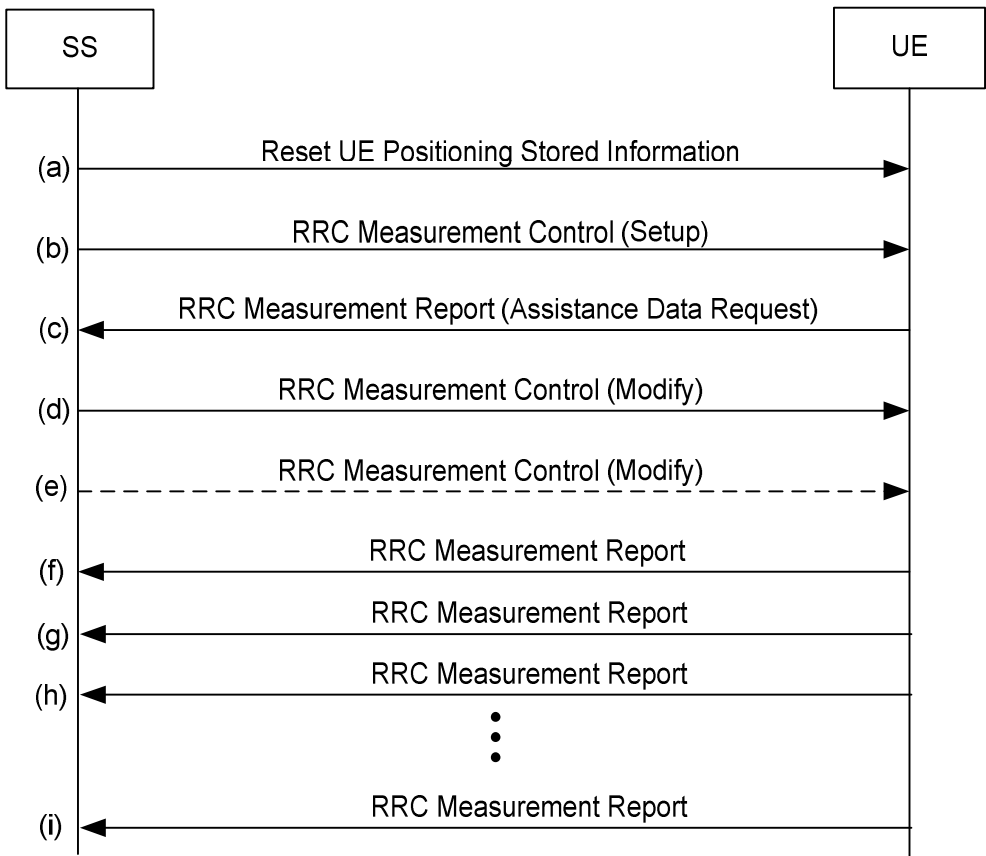 SS
UE
(a)
Reset UE Positioning Stored Information
(b)
RRC Measurement Control (Setup)
(c)
RRC Measurement Report (Assistance Data Request)
(d)
RRC Measurement Control (Modify)
(e)
RRC Measurement Control (Modify)
(f)
RRC Measurement Report
(g)
RRC Measurement Report
(h)
RRC Measurement Report
(i)
RRC Measurement Report